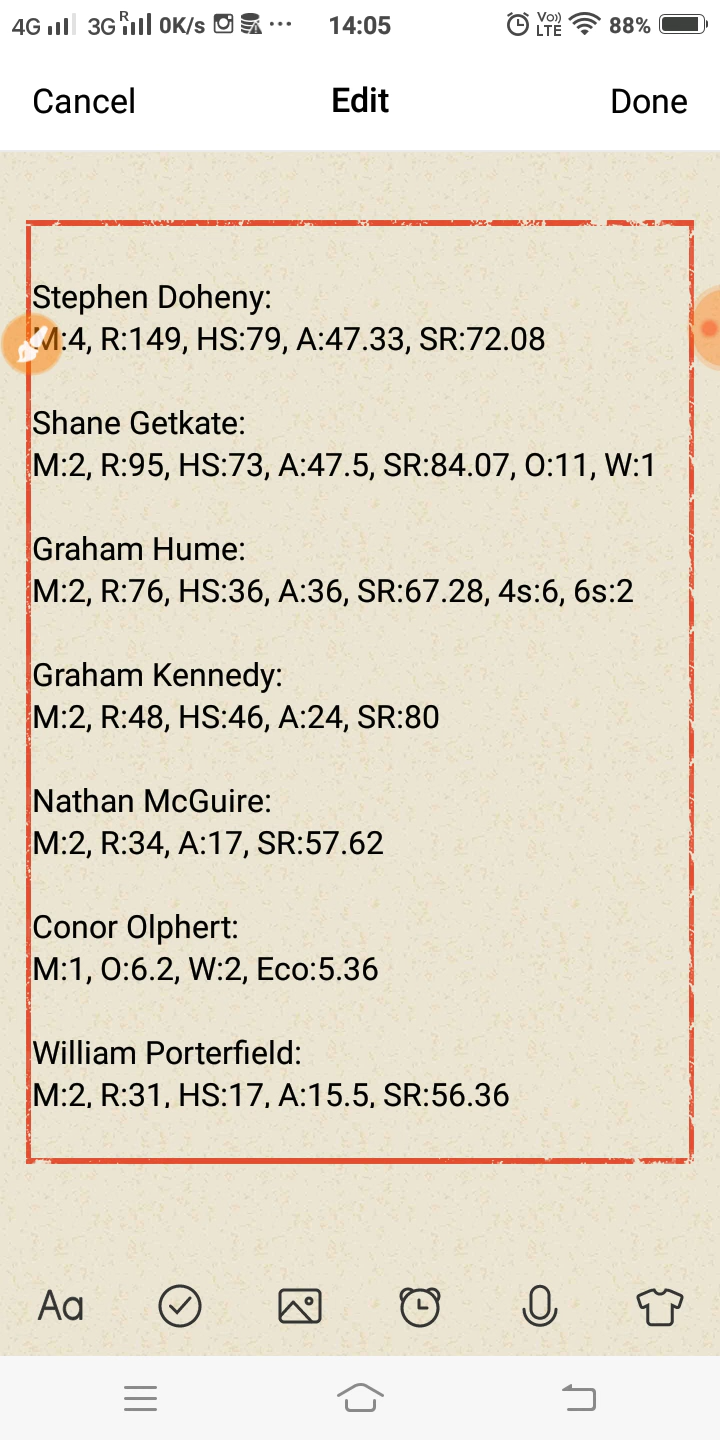 4G 3G R 0K/s ... 14:05 Vo)) LTE 88%
Cancel Edit Done
Stephen Doheny:
M:4, R:149, HS:79, A:47.33, SR:72.08
Shane Getkate:
M:2, R:95, HS:73, A:47.5, SR:84.07, O:11, W:1
Graham Hume:
M:2, R:76, HS:36, A:36, SR:67.28, 4s:6, 6s:2
Graham Kennedy:
M:2, R:48, HS:46, A:24, SR:80
Nathan McGuire:
M:2, R:34, A:17, SR:57.62
Conor Olphert:
M:1, O:6.2, W:2, Eco:5.36
William Porterfield:
M:2, R:31, HS:17, A:15.5, SR:56.36
Aa